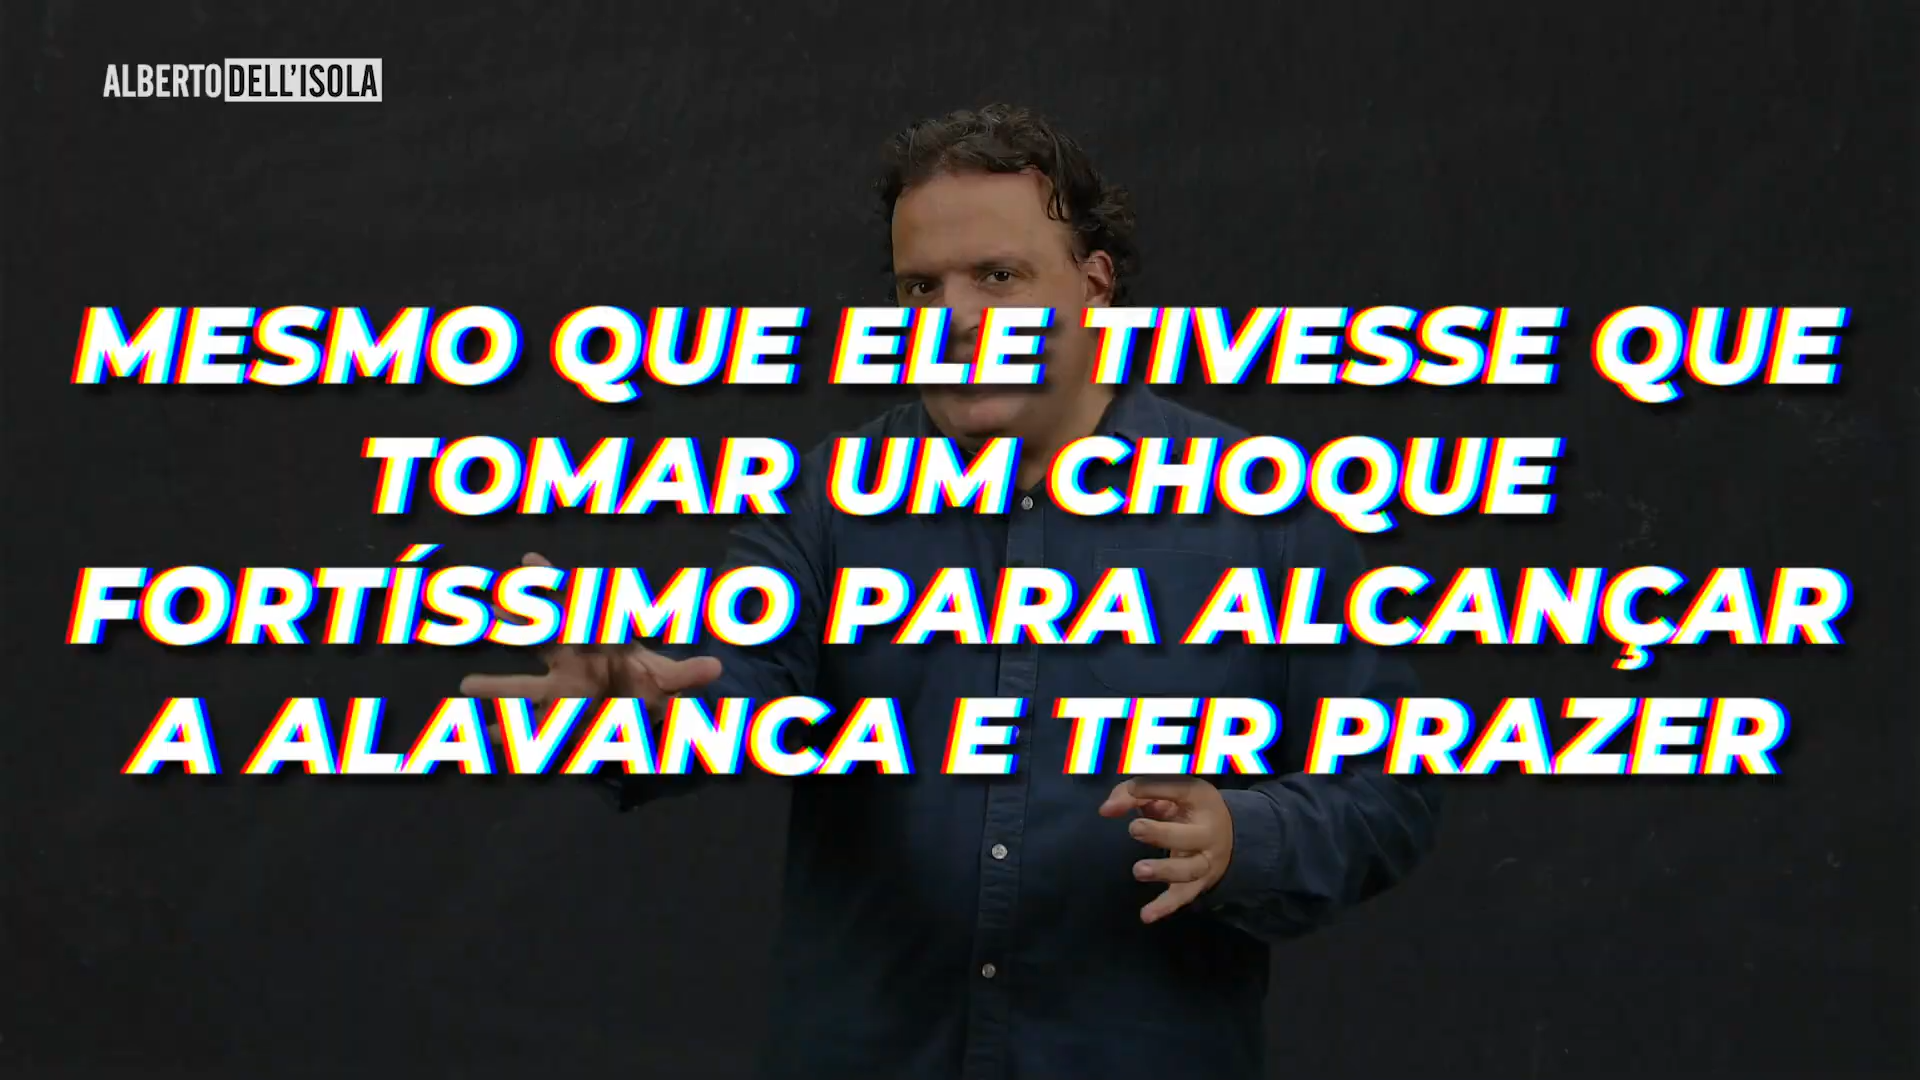 ALBERTO DELL'ISOLA
MESMO QUE ELE TIVESSE QUE
TOMAR UM CHOQUE
FORTÍSSIMO PARA ALCANÇAR
A ALAVANCA E TER PRAZER